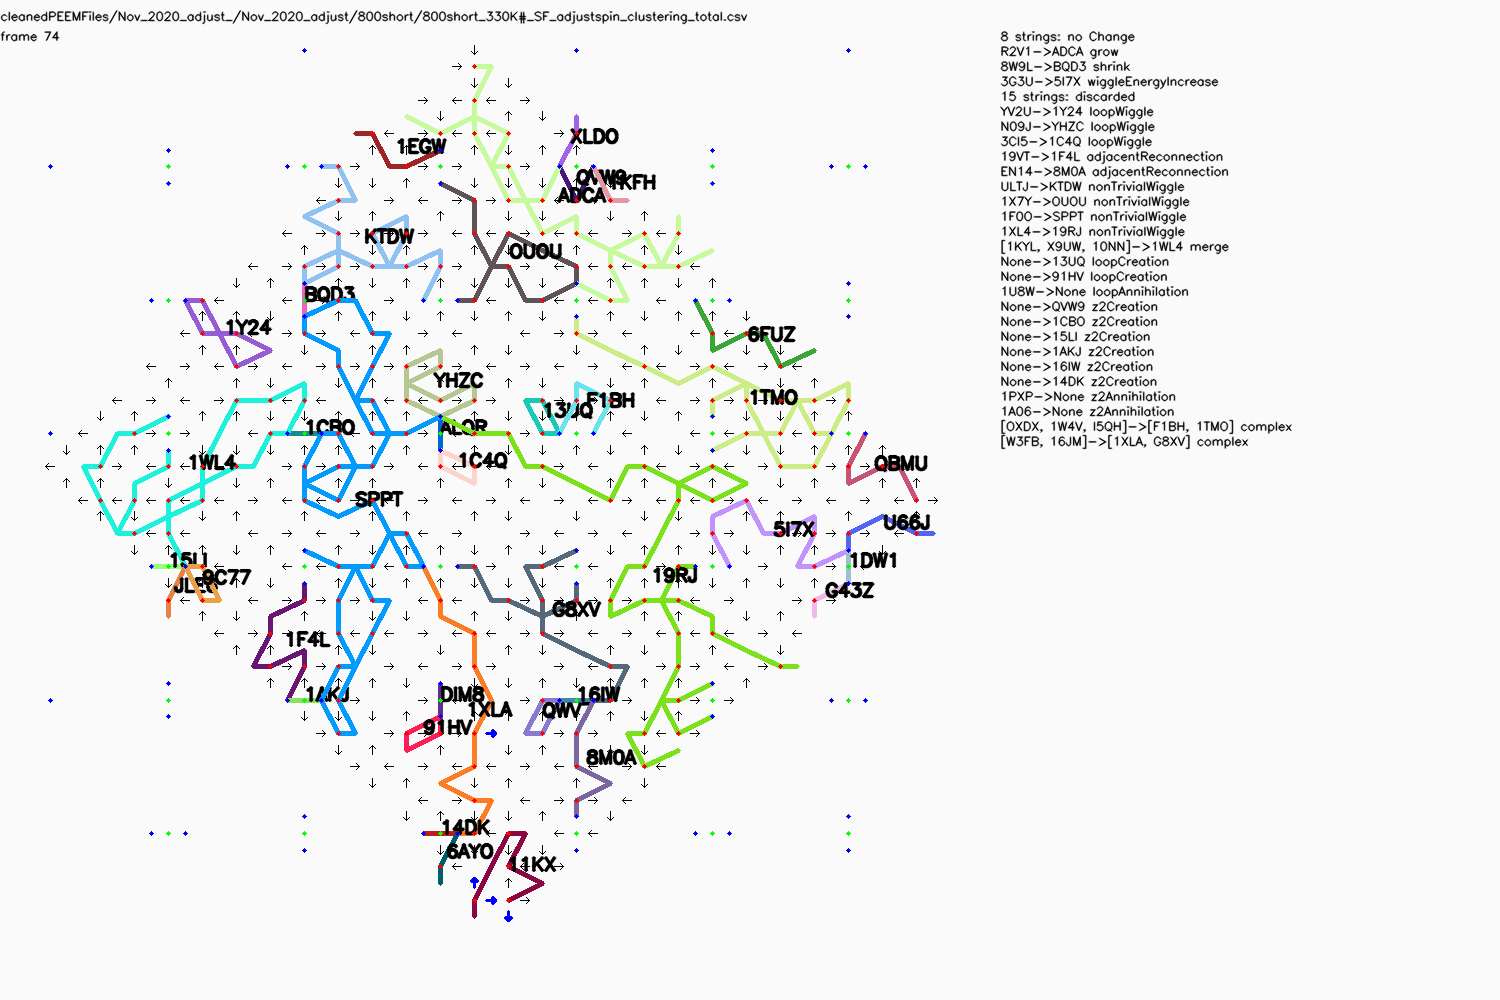 cleanedPEEMFiles/Nov_2020_adjust_/Nov_2020_adjust/800short/800short_330K#_SF_adjustspin_clustering_total.csv
frame 74
8 strings: no Change
R2V1->ADCA grow
8W9L->BQD3 shrink
3G3U->5I7X wiggleEnergyIncrease
15 strings: discarded
YV2U->1Y24 loopWiggle
N09J->YHZC loopWiggle
3CI5->1C4Q loopWiggle
19VT->1F4L adjacentReconnection
EN14->8M0A adjacentReconnection
ULTJ->KTDW nonTrivialWiggle
1X7Y->OUOU nonTrivialWiggle
1F0O->SPPT nonTrivialWiggle
1XL4->19RJ nonTrivialWiggle
[1KYL, X9UW, 10NN]->1WL4 merge
None->13UQ loopCreation
None->91HV loopCreation
1U8W->None loopAnnihilation
None->QVW9 z2Creation
None->1CBO z2Creation
None->15LI z2Creation
None->1AKJ z2Creation
None->16IW z2Creation
None->14DK z2Creation
1PXP->None z2Annihilation
1A06->None z2Annihilation
[OXDX, 1W4V, I5QH]->[F1BH, 1TMO] complex
[W3FB, 16JM]->[1XLA, G8XV] complex
1EGW
XLDO
QVW9
1KFH
ADCA
KTDW
OUOU
BQD3
1Y24
6FUZ
YHZC
F1BH
1TMO
13UQ
1CBO
1C4Q
1WL4
QBMU
SPPT
5I7X
U66J
15LI
1DW1
9C77
19RJ
G43Z
G8XV
1F4L
1AKJ
DIM8
16IW
1XLA
91HV
8M0A
14DK
6AYO
11KX